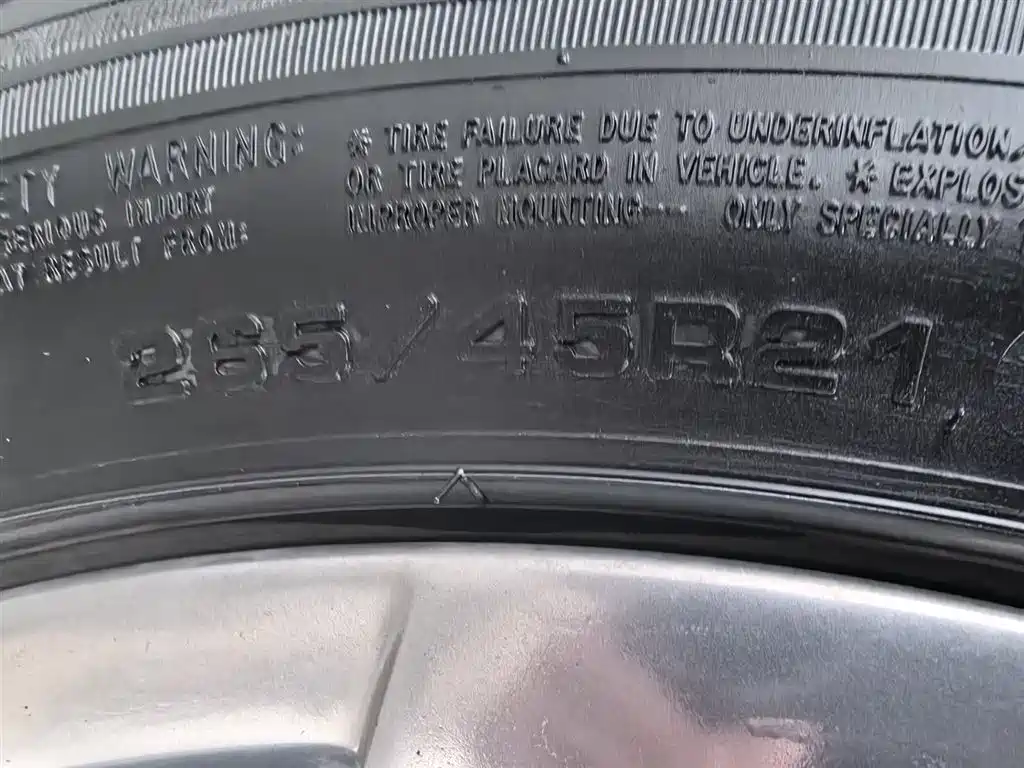 WARNING:
SERIOUS INJURY
RESULT FROM:
* TIRE FAILURE DUE TO UNDERINFLATION
OR TIRE PLACARD IN VEHICLE. * EXPLOS
IMPROPER MOUNTING ONLY SPECIALLY
265/45R21